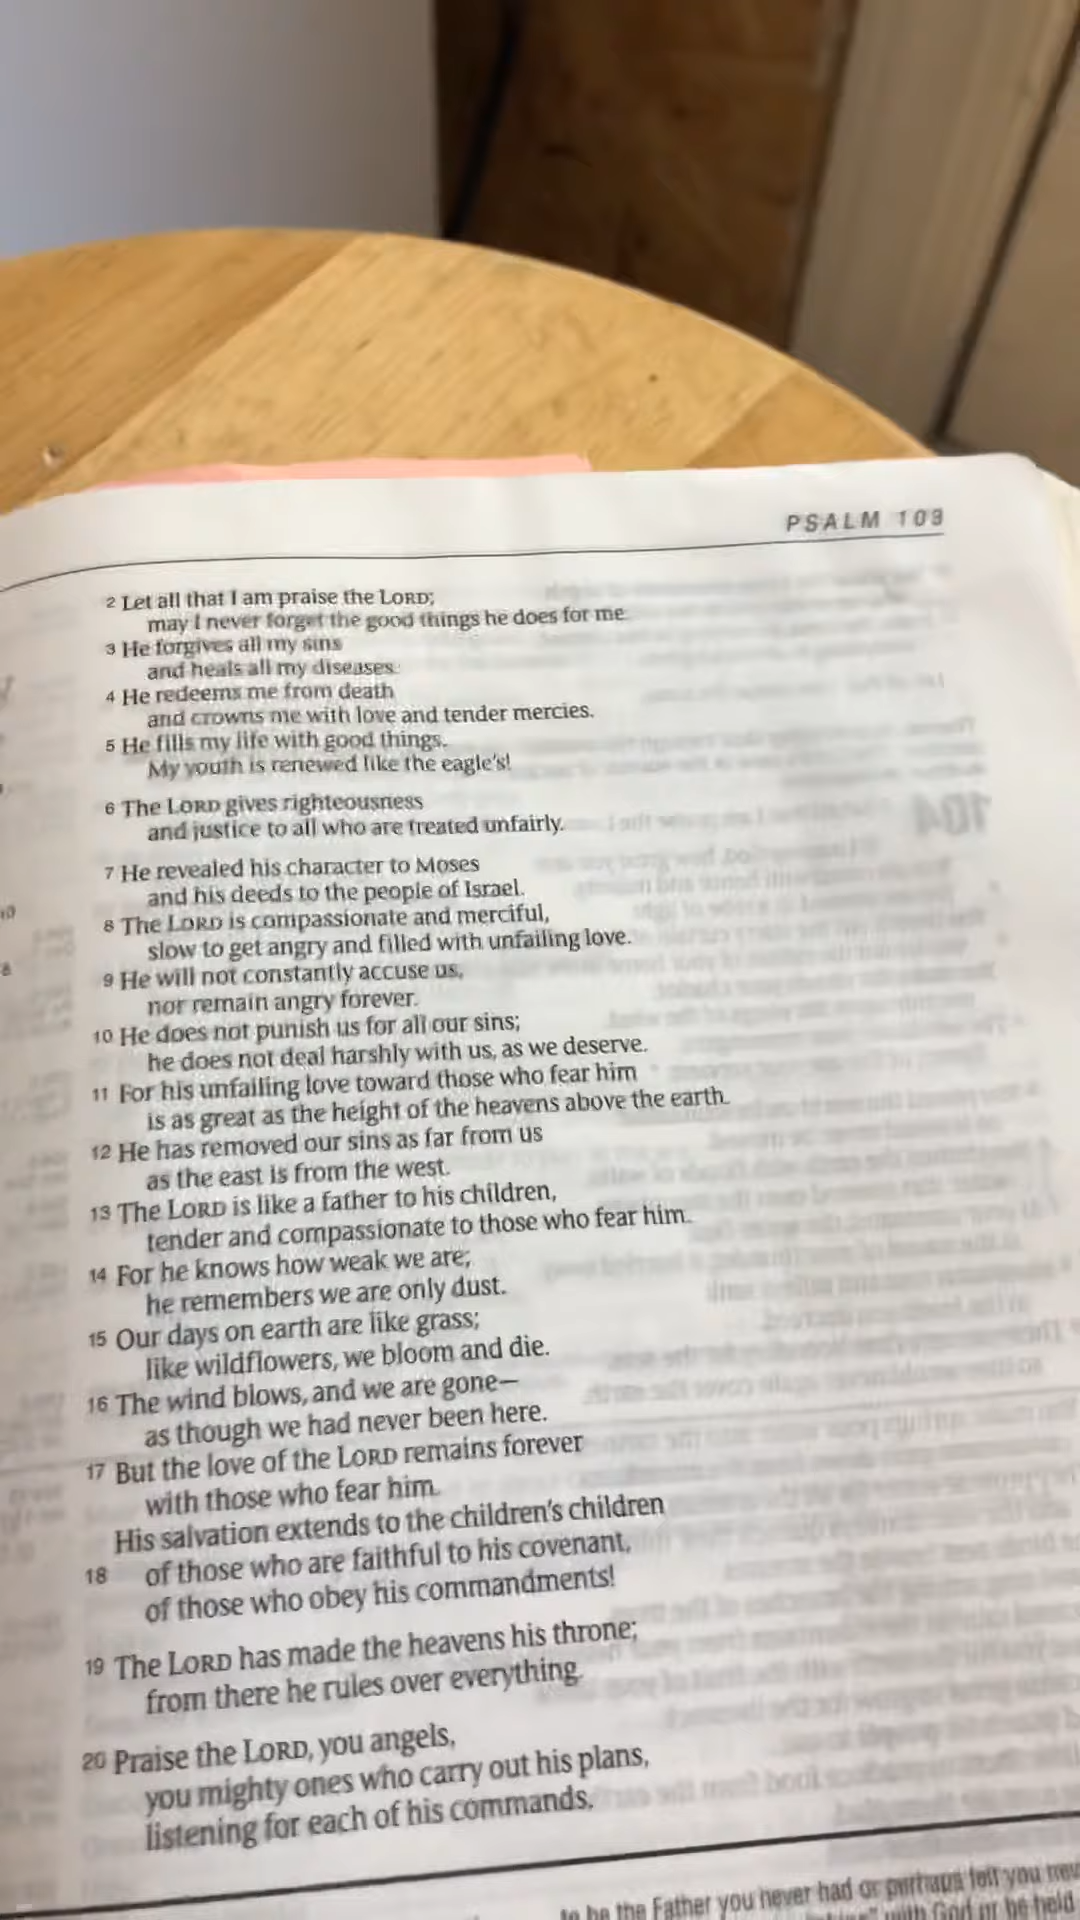 PSALM 103
2 Let all that I am praise the LORD;
may I never forget the good things he does for me.
3 He forgives all my sins
and heals all my diseases.
4 He redeems me from death
and crowns me with love and tender mercies.
5 He fills my life with good things.
My youth is renewed like the eagle's!
6 The LORD gives righteousness
and justice to all who are treated unfairly.
7 He revealed his character to Moses
and his deeds to the people of Israel.
8 The LORD is compassionate and merciful,
slow to get angry and filled with unfailing love.
9 He will not constantly accuse us,
nor remain angry forever.
10 He does not punish us for all our sins;
he does not deal harshly with us, as we deserve.
11 For his unfailing love toward those who fear him
is as great as the height of the heavens above the earth.
12 He has removed our sins as far from us
as the east is from the west.
13 The LORD is like a father to his children,
tender and compassionate to those who fear him.
14 For he knows how weak we are;
he remembers we are only dust.
15 Our days on earth are like grass;
like wildflowers, we bloom and die.
16 The wind blows, and we are gone—
as though we had never been here.
17 But the love of the LORD remains forever
with those who fear him.
His salvation extends to the children's children
18 of those who are faithful to his covenant,
of those who obey his commandments!
19 The LORD has made the heavens his throne;
from there he rules over everything.
20 Praise the LORD, you angels,
you mighty ones who carry out his plans,
listening for each of his commands.
to be the Father you never had or perhaps felt you
with God or be held